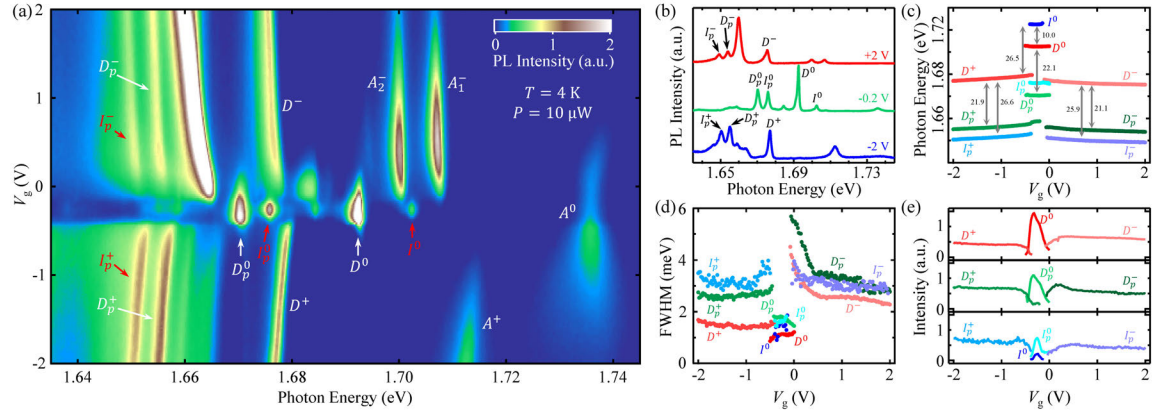 (a)
0 1 2
PL Intensity (a.u.)
T = 4 K
P = 10 μW
D_p^-
I_p^-
D^-
A_2^-
A_1^-
D_p^0
I_p^0
D^0
I^0
A^0
I_p^+
D_p^+
D^+
A^+
2
1
0
-1
-2
V_g (V)
1.64 1.66 1.68 1.70 1.72 1.74
Photon Energy (eV)
(b)
I_p^- D_p^- D^- +2 V
D_p^0 I_p^0 D^0 I^0 -0.2 V
I_p^+ D_p^+ D^+ -2 V
PL Intensity (a.u.)
1.65 1.69 1.73
Photon Energy (eV)
(c)
I^0
10.0
D^0
26.5
22.1
D^+ D^-
I_p^0
D_p^0
21.9 26.6 25.9 21.1
D_p^+ D_p^-
I_p^+ I_p^-
1.72
1.68
1.66
Photon Energy (eV)
-2 -1 0 1 2
V_g (V)
(d)
I_p^+ D_p^- I_p^-
D_p^+ D_p^0 D^-
I_p^0
D^+ I^0 D^0
6
4
2
0
FWHM (meV)
-2 -1 0 1 2
V_g (V)
(e)
D^+ D^0 D^-
D_p^+ D_p^0 D_p^-
I_p^+ I_p^0 I_p^-
I^0
1
0
1
0
1
0
Intensity (a.u.)
-2 -1 0 1 2
V_g (V)